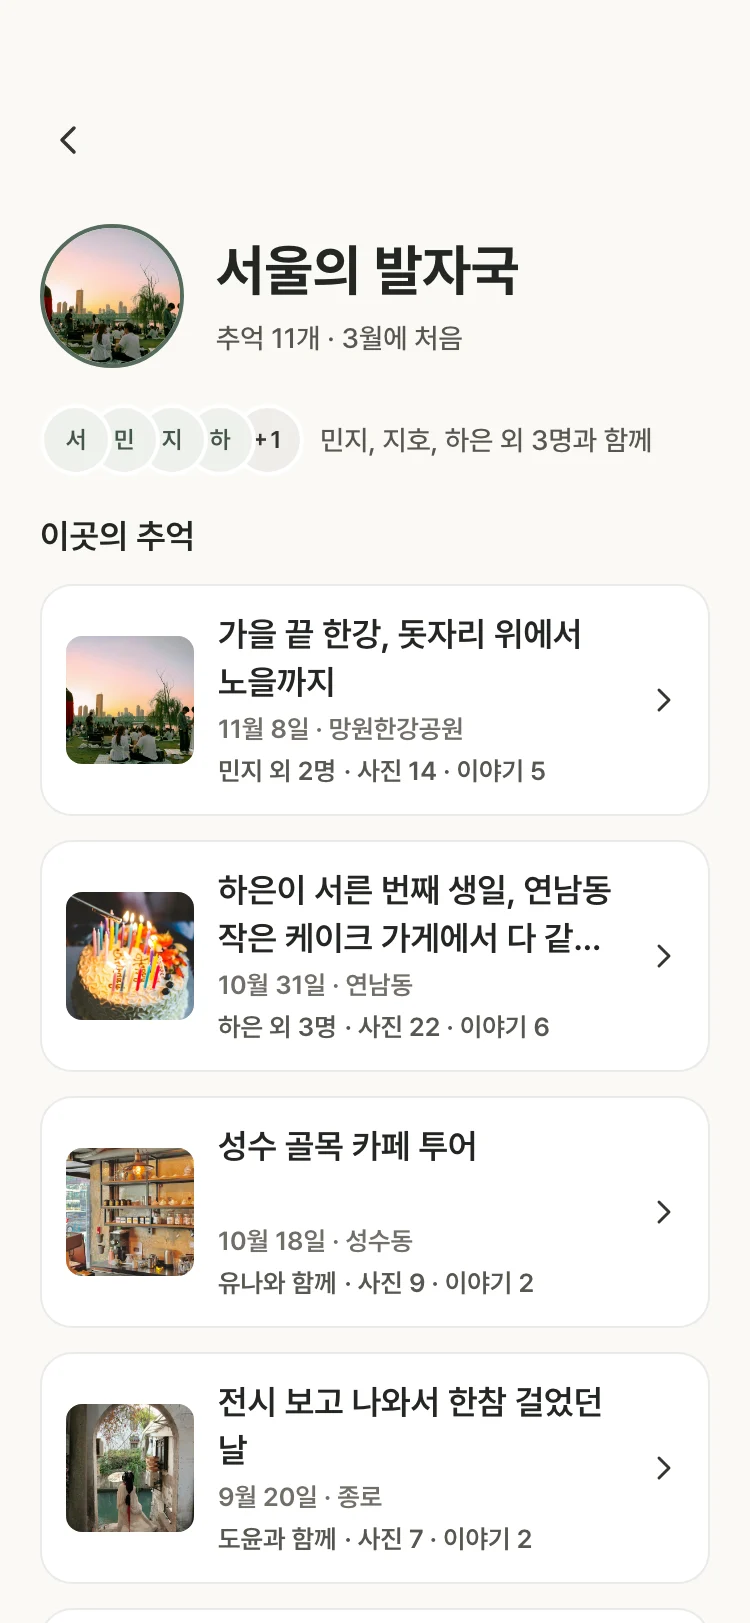 서울의 발자국
추억 11개 · 3월에 처음
서 민 지 하 +1 민지, 지호, 하은 외 3명과 함께
이곳의 추억
가을 끝 한강, 돗자리 위에서
노을까지
11월 8일 · 망원한강공원
민지 외 2명 · 사진 14 · 이야기 5
하은이 서른 번째 생일, 연남동
작은 케이크 가게에서 다 같...
10월 31일 · 연남동
하은 외 3명 · 사진 22 · 이야기 6
성수 골목 카페 투어
10월 18일 · 성수동
유나와 함께 · 사진 9 · 이야기 2
전시 보고 나와서 한참 걸었던
날
9월 20일 · 종로
도윤과 함께 · 사진 7 · 이야기 2